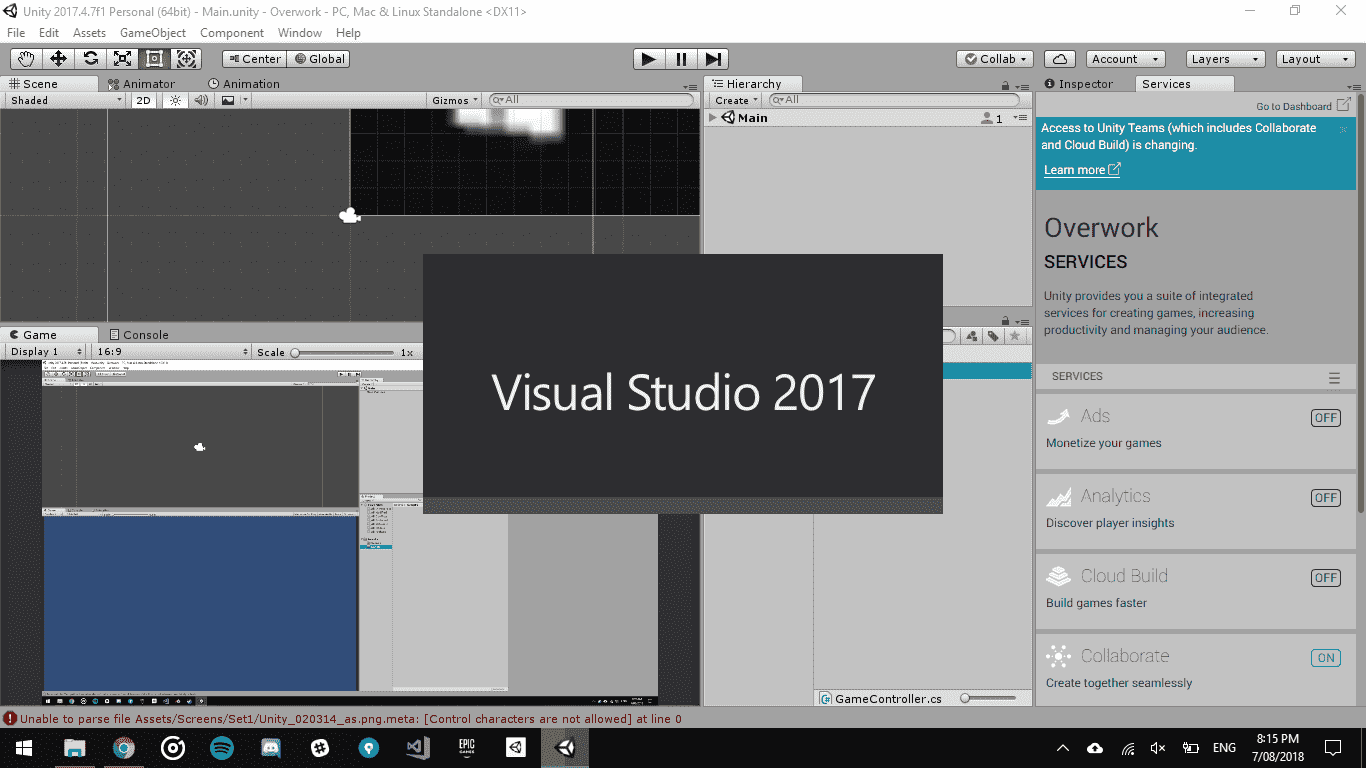 Unity 2017.4.7f1 Personal (64bit) - Main.unity - Overwork - PC, Mac & Linux Standalone <DX11>
File Edit Assets GameObject Component Window Help
Center Global Collab Account Layers Layout
Scene Animator Animation
Shaded 2D Gizmos All
Hierarchy
Create All
Main 1
Inspector Services
Go to Dashboard
Access to Unity Teams (which includes Collaborate
and Cloud Build) is changing.
Learn more
Overwork
SERVICES
Unity provides you a suite of integrated
services for creating games, increasing
productivity and managing your audience.
SERVICES
Ads OFF
Monetize your games
Analytics OFF
Discover player insights
Cloud Build OFF
Build games faster
Collaborate ON
Create together seamlessly
Visual Studio 2017
Game Console
Display 1 16:9 Scale 1x
GameController.cs
Unable to parse file Assets/Screens/Set1/Unity_020314_as.png.meta: [Control characters are not allowed] at line 0
EPIC
GAMES
ENG
8:15 PM
7/08/2018